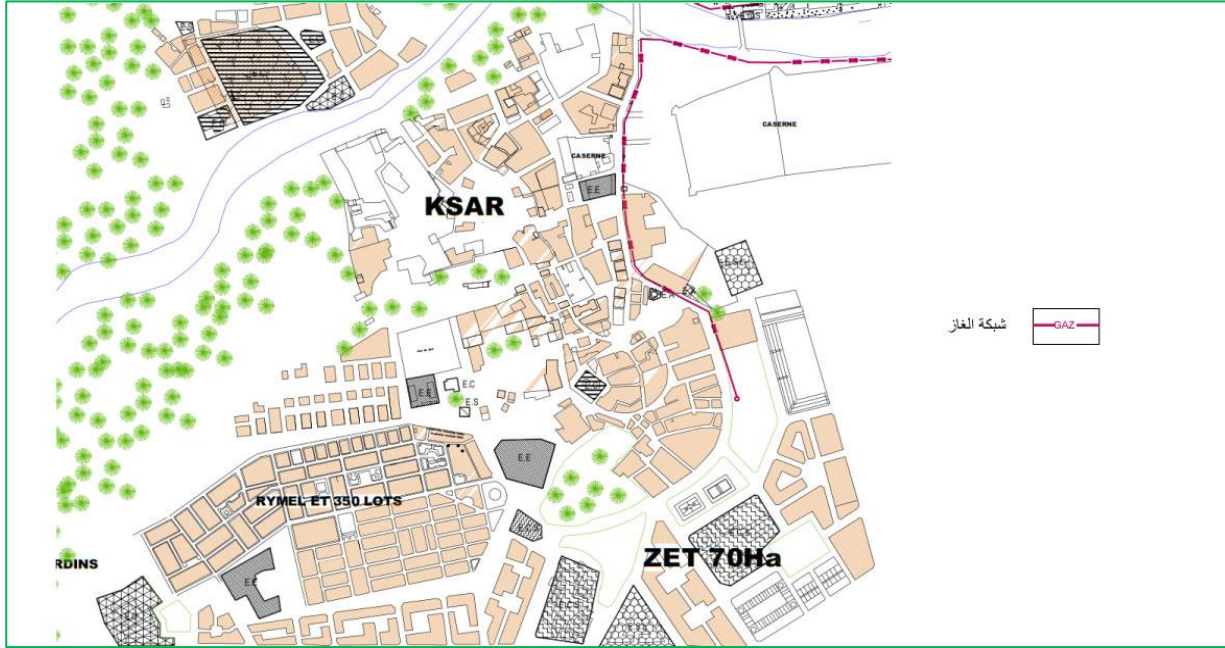 CASERNE
CASERNE
E.E
KSAR
E.A
شبكة الغاز
GAZ
E.E
E.C
E.S
E.E
RYMEL ET 350 LOTS
ZET 70Ha
RDINS
E.E